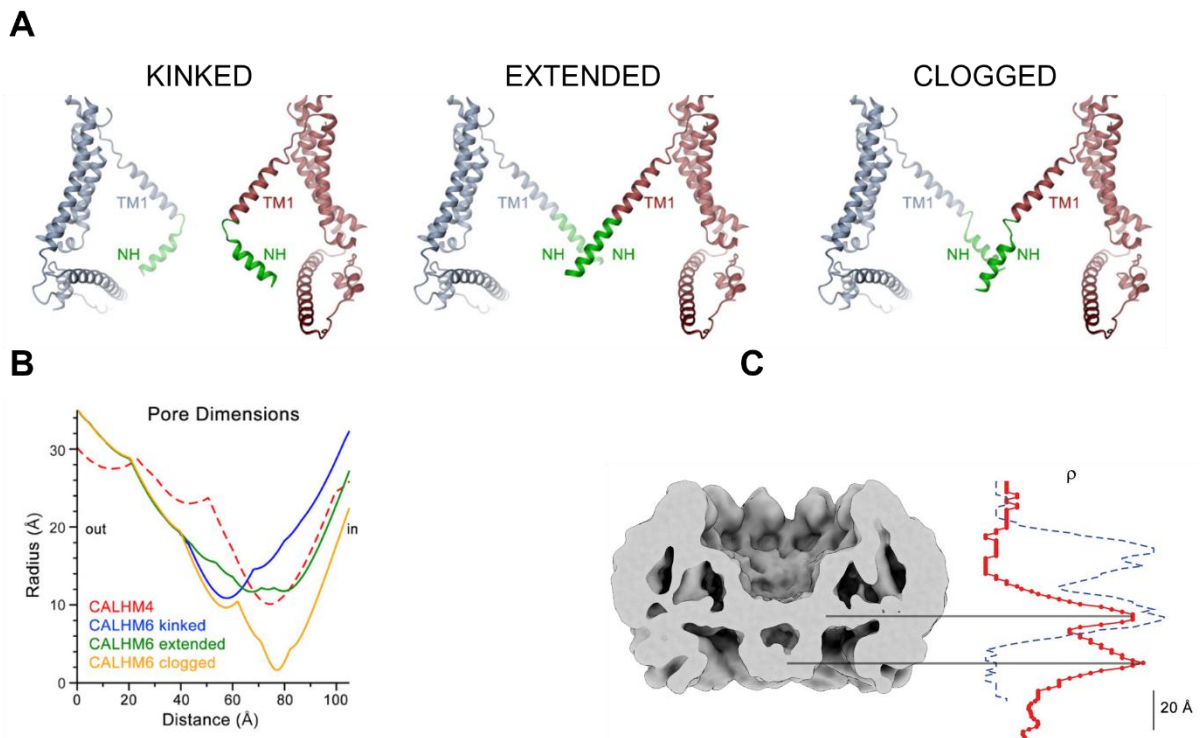 A
KINKED EXTENDED CLOGGED
TM1 TM1 TM1 TM1 TM1 TM1
NH NH NH NH NH NH
B
C
Pore Dimensions
30
20
10
0
Radius (Å)
out
in
CALHM4
CALHM6 kinked
CALHM6 extended
CALHM6 clogged
0 20 40 60 80 100
Distance (Å)
ρ
20 Å